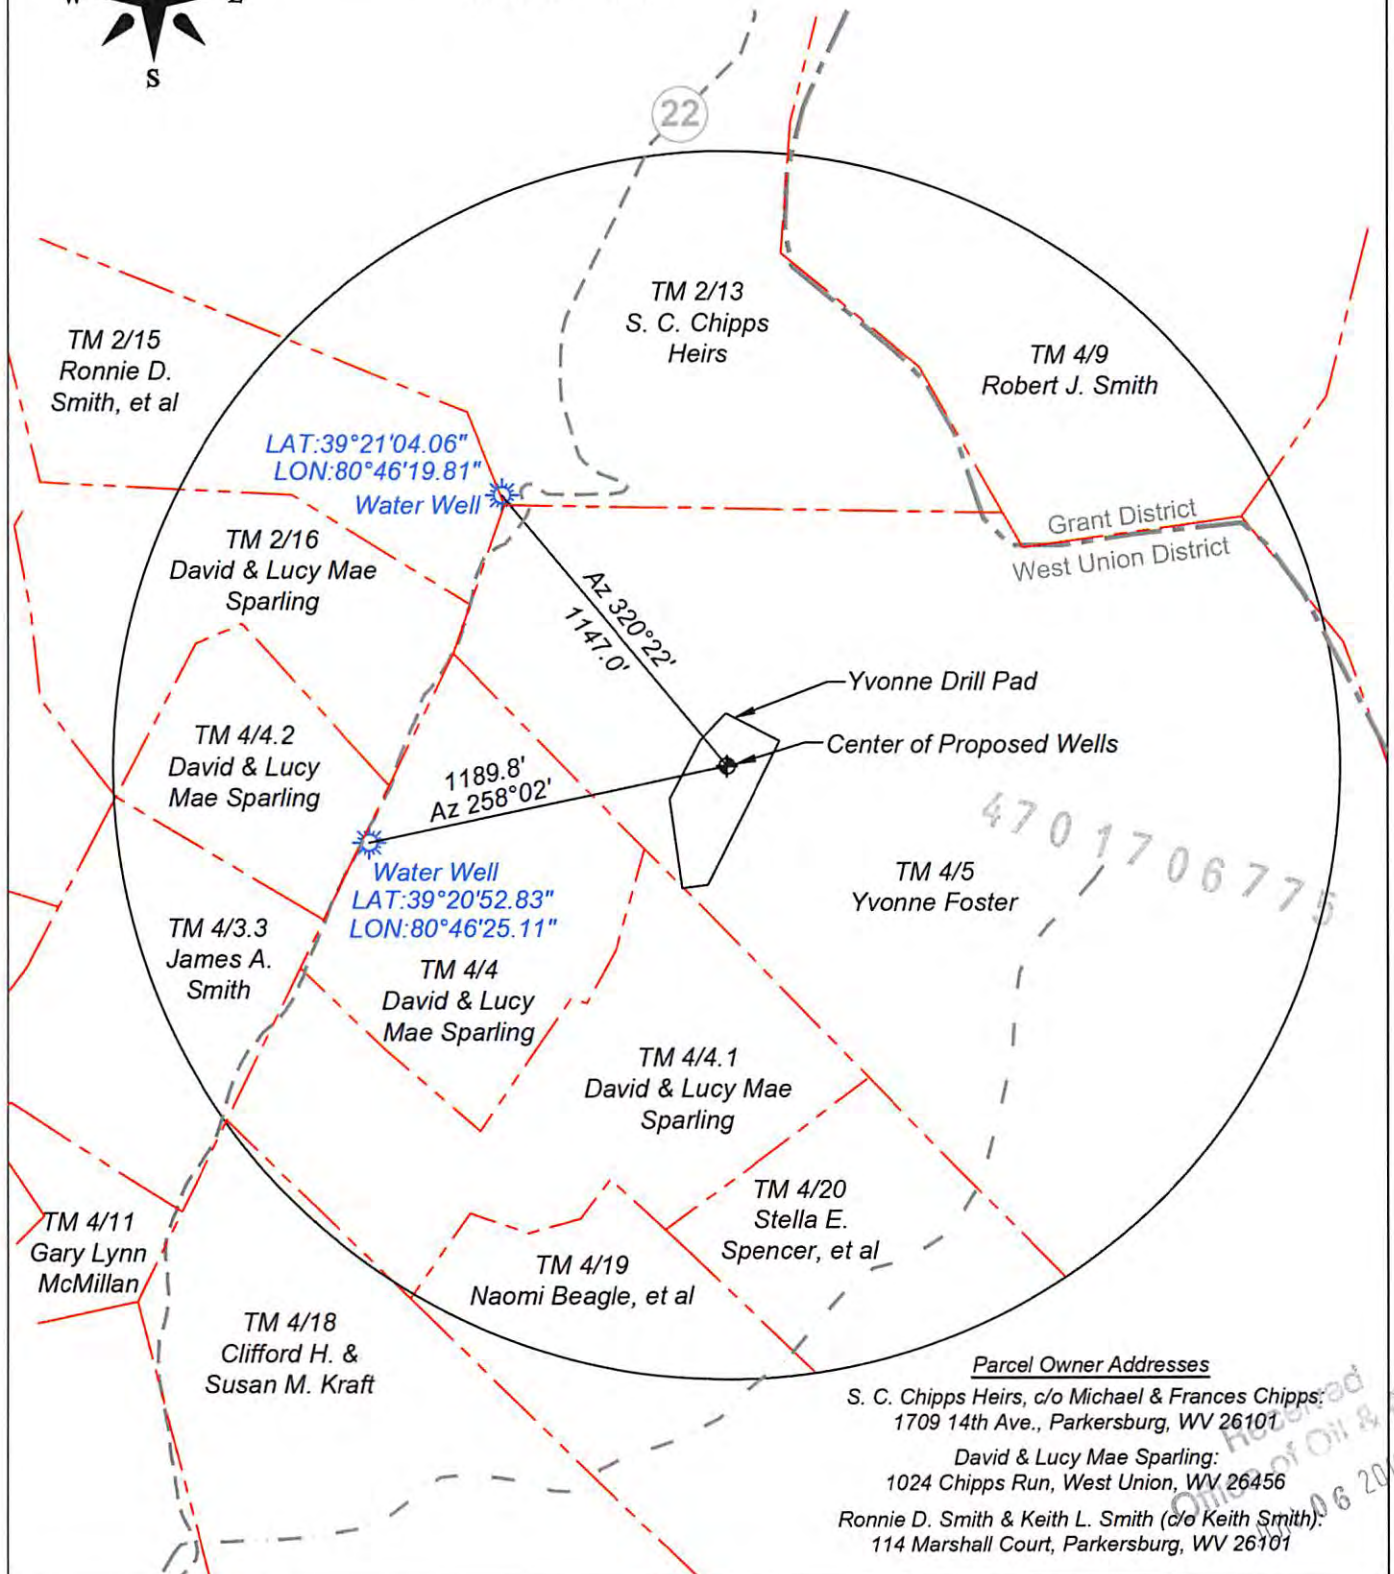 W
E
S
22
TM 2/13
S. C. Chipps
Heirs
TM 2/15
Ronnie D.
Smith, et al
TM 4/9
Robert J. Smith
LAT:39°21'04.06"
LON:80°46'19.81"
Water Well
Grant District
West Union District
TM 2/16
David & Lucy Mae
Sparling
Az 320°22'
1147.0'
Yvonne Drill Pad
Center of Proposed Wells
TM 4/4.2
David & Lucy
Mae Sparling
1189.8'
Az 258°02'
4701706775
Water Well
LAT:39°20'52.83"
LON:80°46'25.11"
TM 4/5
Yvonne Foster
TM 4/3.3
James A.
Smith
TM 4/4
David & Lucy
Mae Sparling
TM 4/4.1
David & Lucy Mae
Sparling
TM 4/20
Stella E.
Spencer, et al
TM 4/11
Gary Lynn
McMillan
TM 4/19
Naomi Beagle, et al
TM 4/18
Clifford H. &
Susan M. Kraft
Parcel Owner Addresses
S. C. Chipps Heirs, c/o Michael & Frances Chipps:
1709 14th Ave., Parkersburg, WV 26101
David & Lucy Mae Sparling:
1024 Chipps Run, West Union, WV 26456
Ronnie D. Smith & Keith L. Smith (c/o Keith Smith):
114 Marshall Court, Parkersburg, WV 26101
Received
Office of Oil &
06